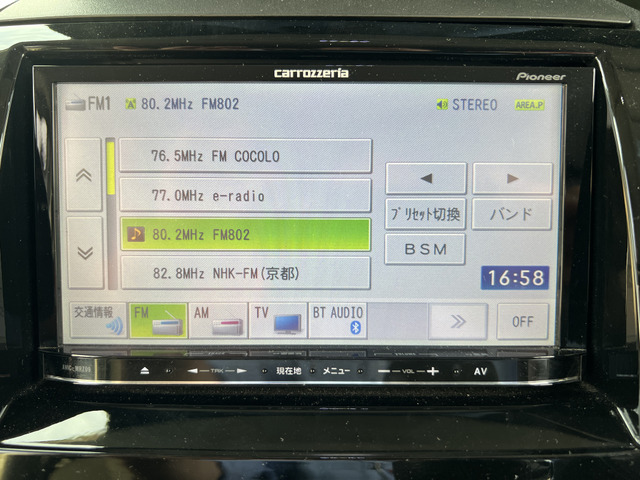 carrozzeria
Pioneer
FM1 80.2MHz FM802 STEREO AREA.P
76.5MHz FM COCOLO
77.0MHz e-radio
80.2MHz FM802
82.8MHz NHK-FM(京都)
◀ ▶
プリセット切換 バンド
BSM
16:58
交通情報 FM AM TV BT AUDIO OFF
TRK 現在地 メニュー VOL AV